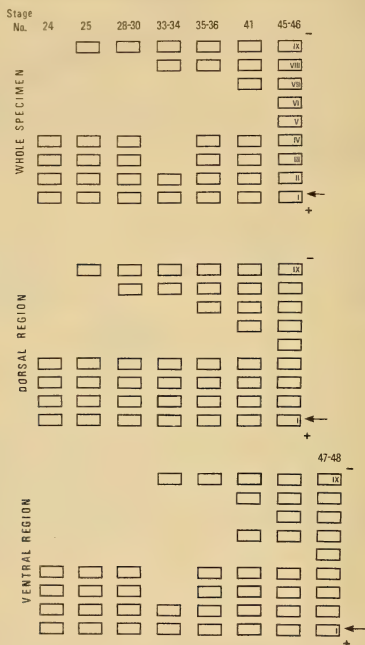 Stage
No. 24 25 28-30 33-34 35-36 41 45-46
−
IX
VIII
VII
VI
V
IV
III
II
I
+
WHOLE SPECIMEN
−
IX
I
+
DORSAL REGION
47-48
−
IX
I
+
VENTRAL REGION